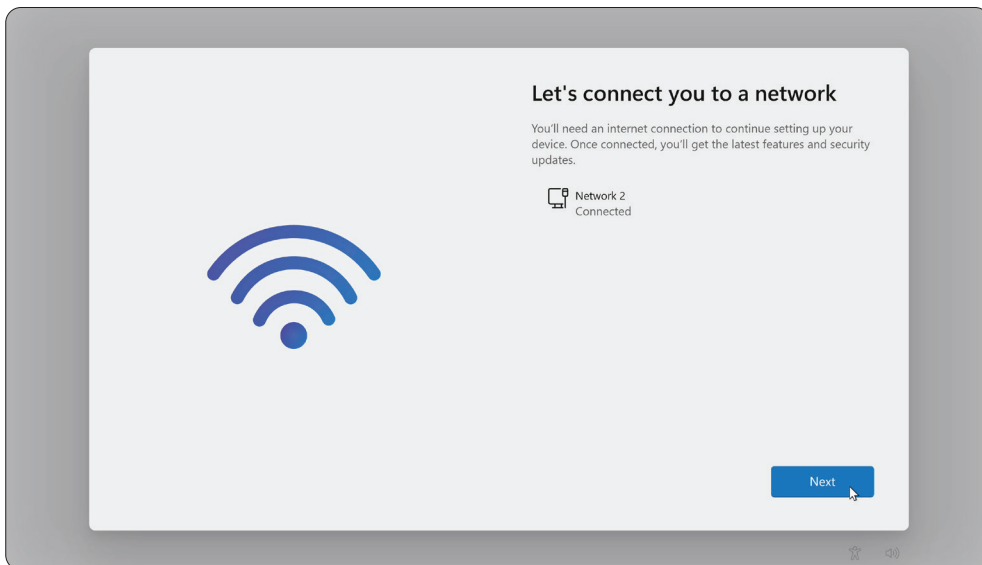 Let's connect you to a network
You'll need an internet connection to continue setting up your
device. Once connected, you'll get the latest features and security
updates.
Network 2
Connected
Next